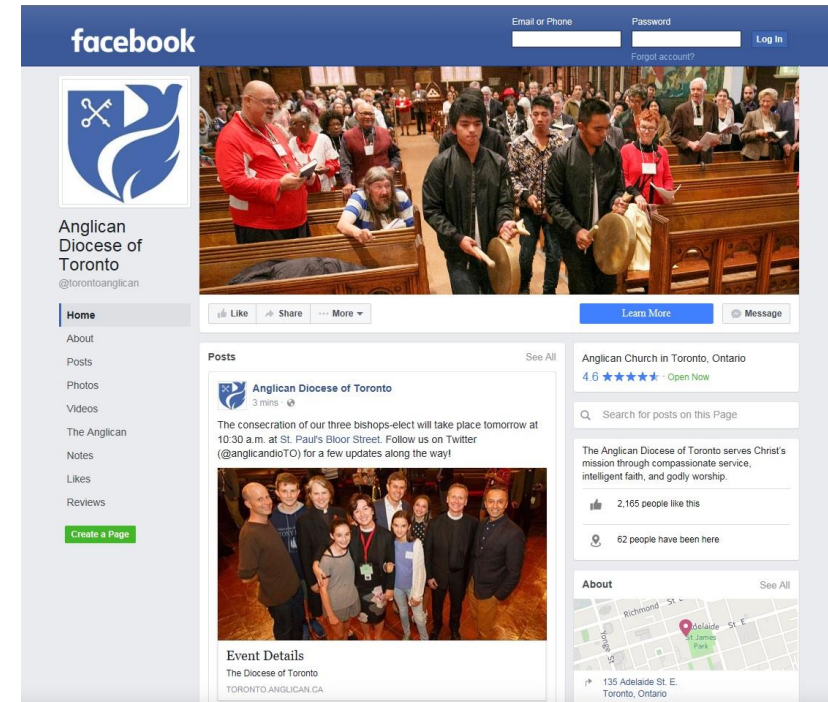 facebook
Email or Phone
Password
Log In
Forgot account?
Anglican
Diocese of
Toronto
@torontoanglican
Home
About
Posts
Photos
Videos
The Anglican
Notes
Likes
Reviews
Create a Page
Like
Share
More
Learn More
Message
Posts
See All
Anglican Diocese of Toronto
3 mins ·
The consecration of our three bishops-elect will take place tomorrow at
10:30 a.m. at St. Paul's Bloor Street. Follow us on Twitter
(@anglicandioTO) for a few updates along the way!
Event Details
The Diocese of Toronto
TORONTO.ANGLICAN.CA
Anglican Church in Toronto, Ontario
4.6 ★★★★★ · Open Now
Search for posts on this Page
The Anglican Diocese of Toronto serves Christ's
mission through compassionate service,
intelligent faith, and godly worship.
2,165 people like this
62 people have been here
About
See All
Richmond St
Adelaide St E
Yonge St
St James
Park
135 Adelaide St. E.
Toronto, Ontario